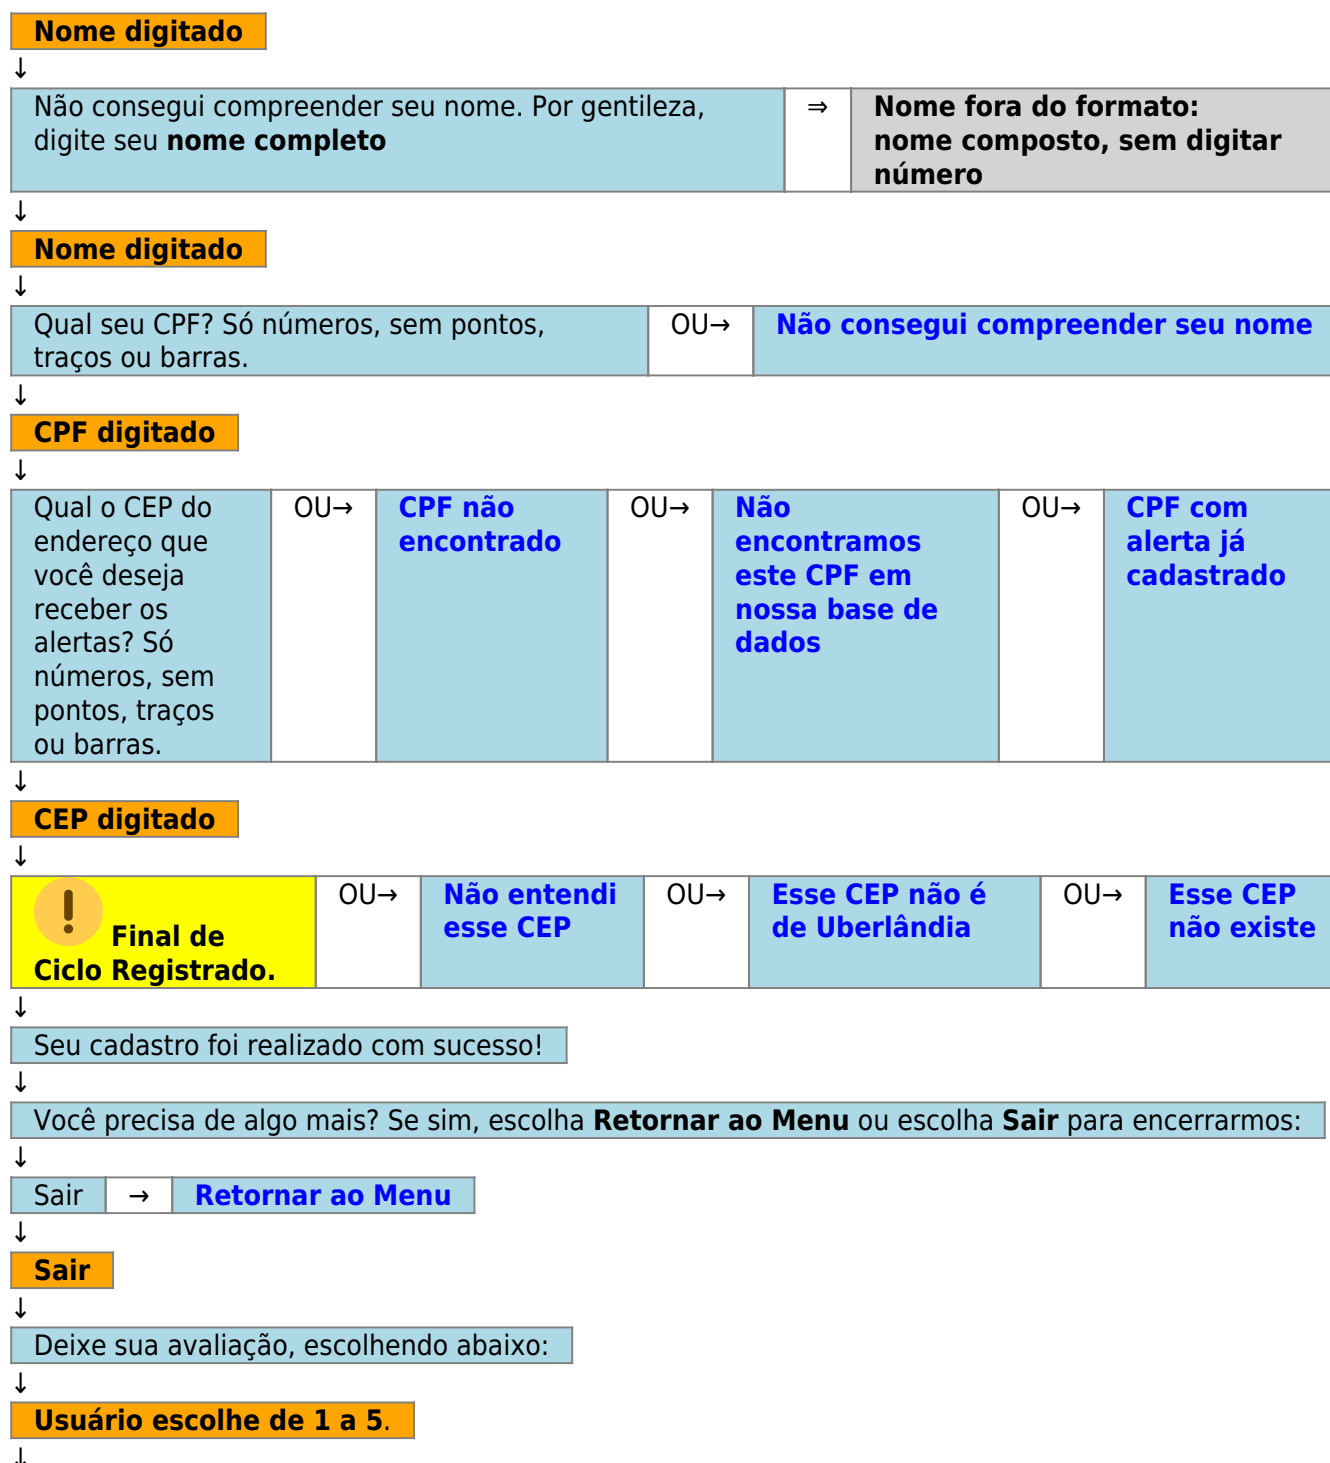 Nome digitado
↓
Não consegui compreender seu nome. Por gentileza,
digite seu nome completo
⇒
Nome fora do formato:
nome composto, sem digitar
número
↓
Nome digitado
↓
Qual seu CPF? Só números, sem pontos,
traços ou barras.
OU→
Não consegui compreender seu nome
↓
CPF digitado
↓
Qual o CEP do
endereço que
você deseja
receber os
alertas? Só
números, sem
pontos, traços
ou barras.
OU→
CPF não
encontrado
OU→
Não
encontramos
este CPF em
nossa base de
dados
OU→
CPF com
alerta já
cadastrado
↓
CEP digitado
↓
Final de
Ciclo Registrado.
OU→
Não entendi
esse CEP
OU→
Esse CEP não é
de Uberlândia
OU→
Esse CEP
não existe
↓
Seu cadastro foi realizado com sucesso!
↓
Você precisa de algo mais? Se sim, escolha Retornar ao Menu ou escolha Sair para encerrarmos:
↓
Sair → Retornar ao Menu
↓
Sair
↓
Deixe sua avaliação, escolhendo abaixo:
↓
Usuário escolhe de 1 a 5.
↓